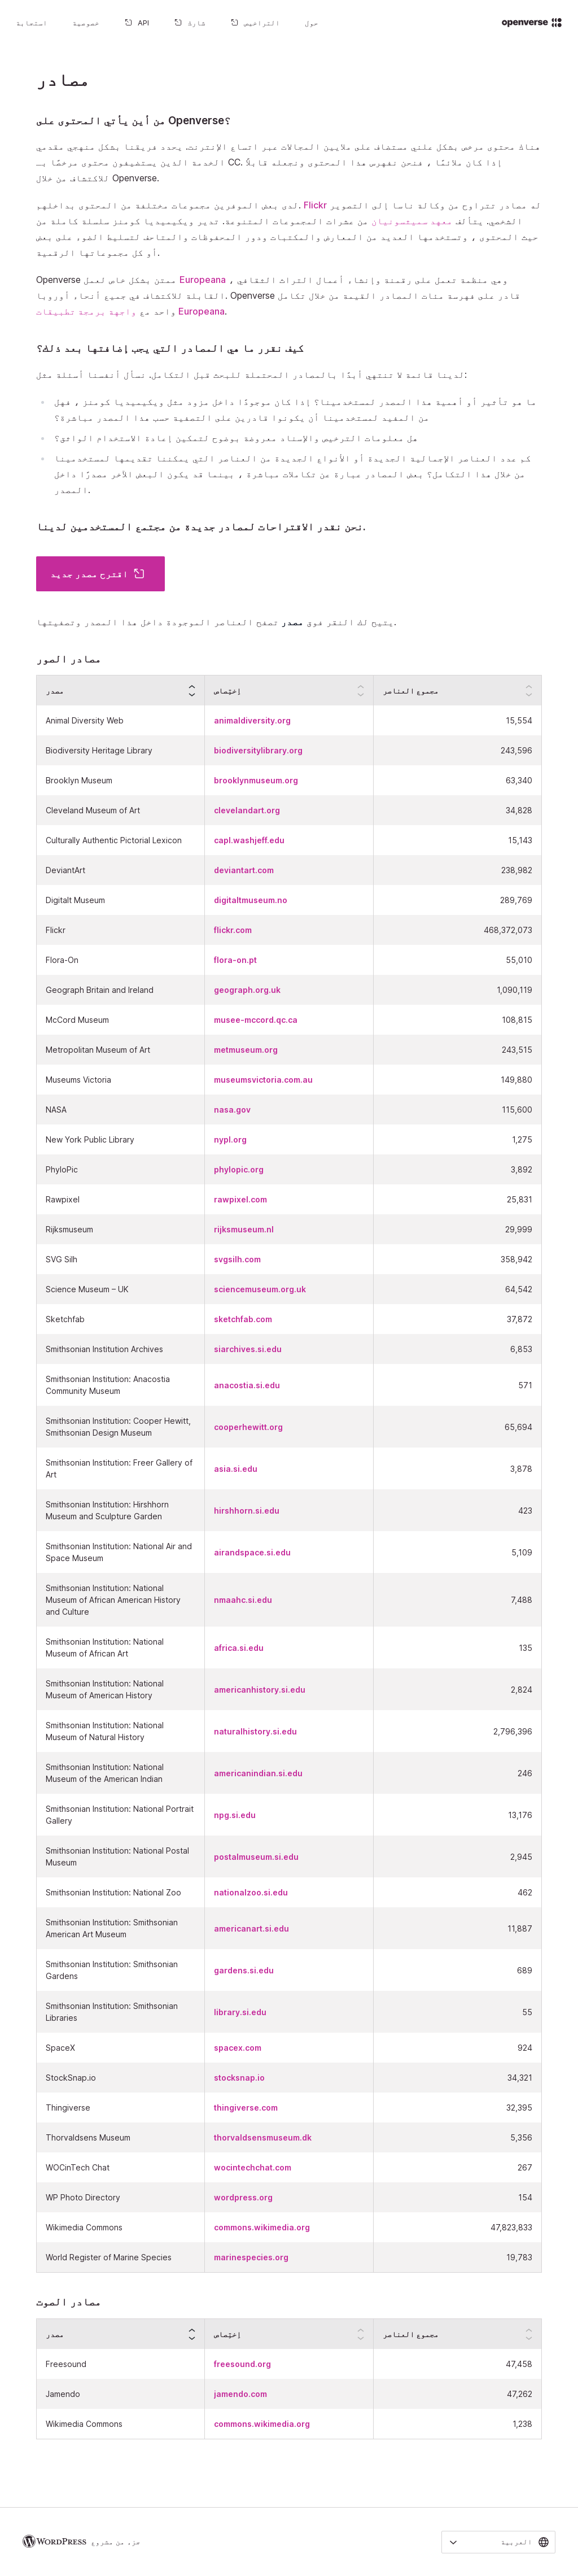 استجابة
خصوصية
API
شارك
التراخيص
حول
openverse
مصادر
من أين يأتي المحتوى على Openverse؟
هناك محتوى مرخص بشكل علني مستضاف على ملايين المجالات عبر اتساع الإنترنت. يحدد فريقنا بشكل منهجي مقدمي
الخدمة الذين يستضيفون محتوى مرخصًا بـ CC. إذا كان ملائمًا ، فنحن نفهرس هذا المحتوى ونجعله قابلاً
للاكتشاف من خلال Openverse.
لدى بعض الموفرين مجموعات مختلفة من المحتوى بداخلهم. Flickr له مصادر تتراوح من وكالة ناسا إلى التصوير
الشخصي. يتألف معهد سميتسونيان من عشرات المجموعات المتنوعة. تدير ويكيميديا كومنز سلسلة كاملة من
حيث المحتوى ، وتستخدمها العديد من المعارض والمكتبات ودور المحفوظات والمتاحف لتسليط الضوء على بعض
أو كل مجموعاتها الرقمية.
Openverse ممتن بشكل خاص لعمل Europeana ، وهي منظمة تعمل على رقمنة وإنشاء أعمال التراث الثقافي
القابلة للاكتشاف في جميع أنحاء أوروبا. Openverse قادر على فهرسة مئات المصادر القيمة من خلال تكامل
واحد مع واجهة برمجة تطبيقات Europeana.
كيف نقرر ما هي المصادر التي يجب إضافتها بعد ذلك؟
لدينا قائمة لا تنتهي أبدًا بالمصادر المحتملة للبحث قبل التكامل. نسأل أنفسنا أسئلة مثل:
ما هو تأثير أو أهمية هذا المصدر لمستخدمينا؟ إذا كان موجودًا داخل مزود مثل ويكيميديا كومنز ، فهل
من المفيد لمستخدمينا أن يكونوا قادرين على التصفية حسب هذا المصدر مباشرة؟
هل معلومات الترخيص والإسناد معروضة بوضوح لتمكين إعادة الاستخدام الواثق؟
كم عدد العناصر الإجمالية الجديدة أو الأنواع الجديدة من العناصر التي يمكننا تقديمها لمستخدمينا
من خلال هذا التكامل؟ بعض المصادر عبارة عن تكاملات مباشرة ، بينما قد يكون البعض الآخر مصدرًا داخل
المصدر.
نحن نقدر الاقتراحات لمصادر جديدة من مجتمع المستخدمين لدينا.
اقترح مصدر جديد
يتيح لك النقر فوق مصدر تصفح العناصر الموجودة داخل هذا المصدر وتصفيتها.
مصادر الصور
مصدر إختِصاص مجموع العناصر
Animal Diversity Web animaldiversity.org 15,554
Biodiversity Heritage Library biodiversitylibrary.org 243,596
Brooklyn Museum brooklynmuseum.org 63,340
Cleveland Museum of Art clevelandart.org 34,828
Culturally Authentic Pictorial Lexicon capl.washjeff.edu 15,143
DeviantArt deviantart.com 238,982
Digitalt Museum digitaltmuseum.no 289,769
Flickr flickr.com 468,372,073
Flora-On flora-on.pt 55,010
Geograph Britain and Ireland geograph.org.uk 1,090,119
McCord Museum musee-mccord.qc.ca 108,815
Metropolitan Museum of Art metmuseum.org 243,515
Museums Victoria museumsvictoria.com.au 149,880
NASA nasa.gov 115,600
New York Public Library nypl.org 1,275
PhyloPic phylopic.org 3,892
Rawpixel rawpixel.com 25,831
Rijksmuseum rijksmuseum.nl 29,999
SVG Silh svgsilh.com 358,942
Science Museum – UK sciencemuseum.org.uk 64,542
Sketchfab sketchfab.com 37,872
Smithsonian Institution Archives siarchives.si.edu 6,853
Smithsonian Institution: Anacostia
Community Museum anacostia.si.edu 571
Smithsonian Institution: Cooper Hewitt,
Smithsonian Design Museum cooperhewitt.org 65,694
Smithsonian Institution: Freer Gallery of
Art asia.si.edu 3,878
Smithsonian Institution: Hirshhorn
Museum and Sculpture Garden hirshhorn.si.edu 423
Smithsonian Institution: National Air and
Space Museum airandspace.si.edu 5,109
Smithsonian Institution: National
Museum of African American History
and Culture nmaahc.si.edu 7,488
Smithsonian Institution: National
Museum of African Art africa.si.edu 135
Smithsonian Institution: National
Museum of American History americanhistory.si.edu 2,824
Smithsonian Institution: National
Museum of Natural History naturalhistory.si.edu 2,796,396
Smithsonian Institution: National
Museum of the American Indian americanindian.si.edu 246
Smithsonian Institution: National Portrait
Gallery npg.si.edu 13,176
Smithsonian Institution: National Postal
Museum postalmuseum.si.edu 2,945
Smithsonian Institution: National Zoo nationalzoo.si.edu 462
Smithsonian Institution: Smithsonian
American Art Museum americanart.si.edu 11,887
Smithsonian Institution: Smithsonian
Gardens gardens.si.edu 689
Smithsonian Institution: Smithsonian
Libraries library.si.edu 55
SpaceX spacex.com 924
StockSnap.io stocksnap.io 34,321
Thingiverse thingiverse.com 32,395
Thorvaldsens Museum thorvaldsensmuseum.dk 5,356
WOCinTech Chat wocintechchat.com 267
WP Photo Directory wordpress.org 154
Wikimedia Commons commons.wikimedia.org 47,823,833
World Register of Marine Species marinespecies.org 19,783
مصادر الصوت
مصدر إختِصاص مجموع العناصر
Freesound freesound.org 47,458
Jamendo jamendo.com 47,262
Wikimedia Commons commons.wikimedia.org 1,238
جزء من مشروع WORDPRESS
العربية